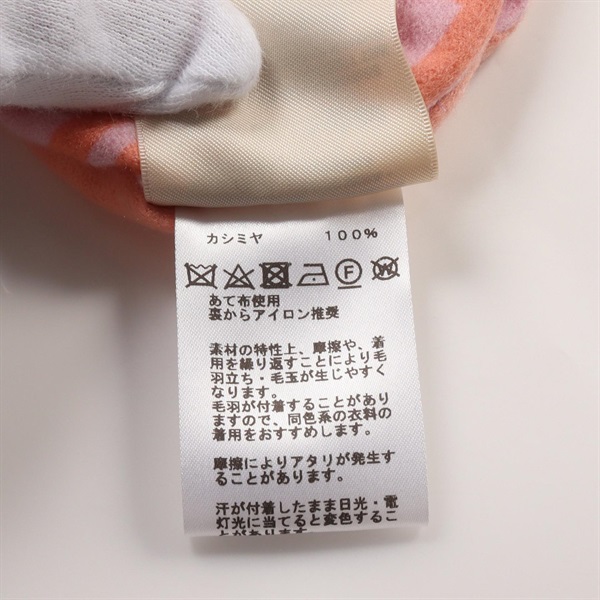 カシミヤ 100%
F W
あて布使用
裏からアイロン推奨
素材の特性上、摩擦や、着
用を繰り返すことにより毛
羽立ち・毛玉が生じやすく
なります。
毛羽が付着することがあり
ますので、同色系の衣料の
着用をおすすめします。
摩擦によりアタリが発生す
ることがあります。
汗が付着したまま日光・電
灯光に当てると変色するこ
とがあります。